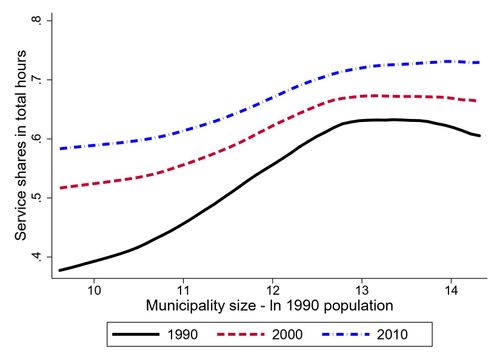 Service shares in total hours
.8
.7
.6
.5
.4
10 11 12 13 14
Municipality size - ln 1990 population
1990 2000 2010